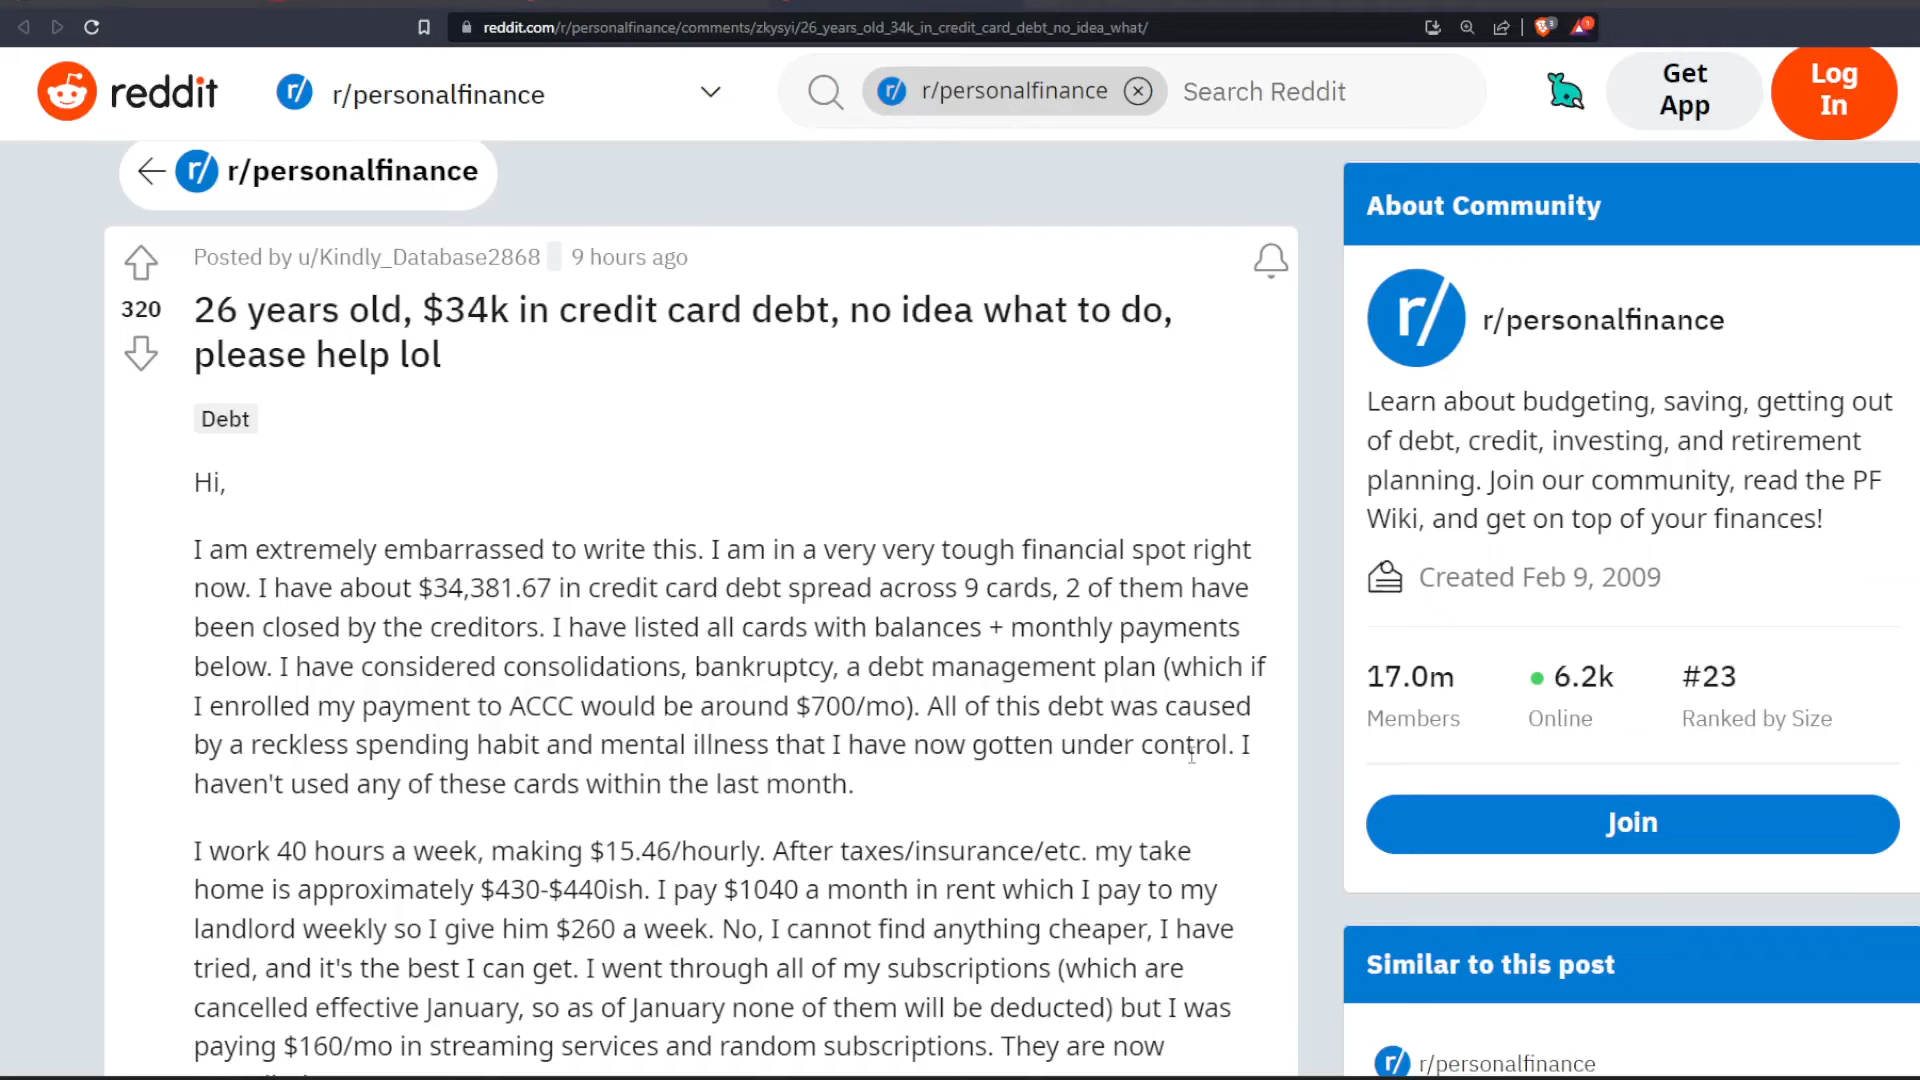 reddit.com/r/personalfinance/comments/zkysyi/26_years_old_34k_in_credit_card_debt_no_idea_what/
reddit
r/personalfinance
r/personalfinance
Search Reddit
Get App
Log In
r/personalfinance
Posted by u/Kindly_Database2868 9 hours ago
320
26 years old, $34k in credit card debt, no idea what to do,
please help lol
Debt
Hi,
I am extremely embarrassed to write this. I am in a very very tough financial spot right
now. I have about $34,381.67 in credit card debt spread across 9 cards, 2 of them have
been closed by the creditors. I have listed all cards with balances + monthly payments
below. I have considered consolidations, bankruptcy, a debt management plan (which if
I enrolled my payment to ACCC would be around $700/mo). All of this debt was caused
by a reckless spending habit and mental illness that I have now gotten under control. I
haven't used any of these cards within the last month.
I work 40 hours a week, making $15.46/hourly. After taxes/insurance/etc. my take
home is approximately $430-$440ish. I pay $1040 a month in rent which I pay to my
landlord weekly so I give him $260 a week. No, I cannot find anything cheaper, I have
tried, and it's the best I can get. I went through all of my subscriptions (which are
cancelled effective January, so as of January none of them will be deducted) but I was
paying $160/mo in streaming services and random subscriptions. They are now
About Community
r/personalfinance
Learn about budgeting, saving, getting out
of debt, credit, investing, and retirement
planning. Join our community, read the PF
Wiki, and get on top of your finances!
Created Feb 9, 2009
17.0m
6.2k
#23
Members
Online
Ranked by Size
Join
Similar to this post
r/personalfinance